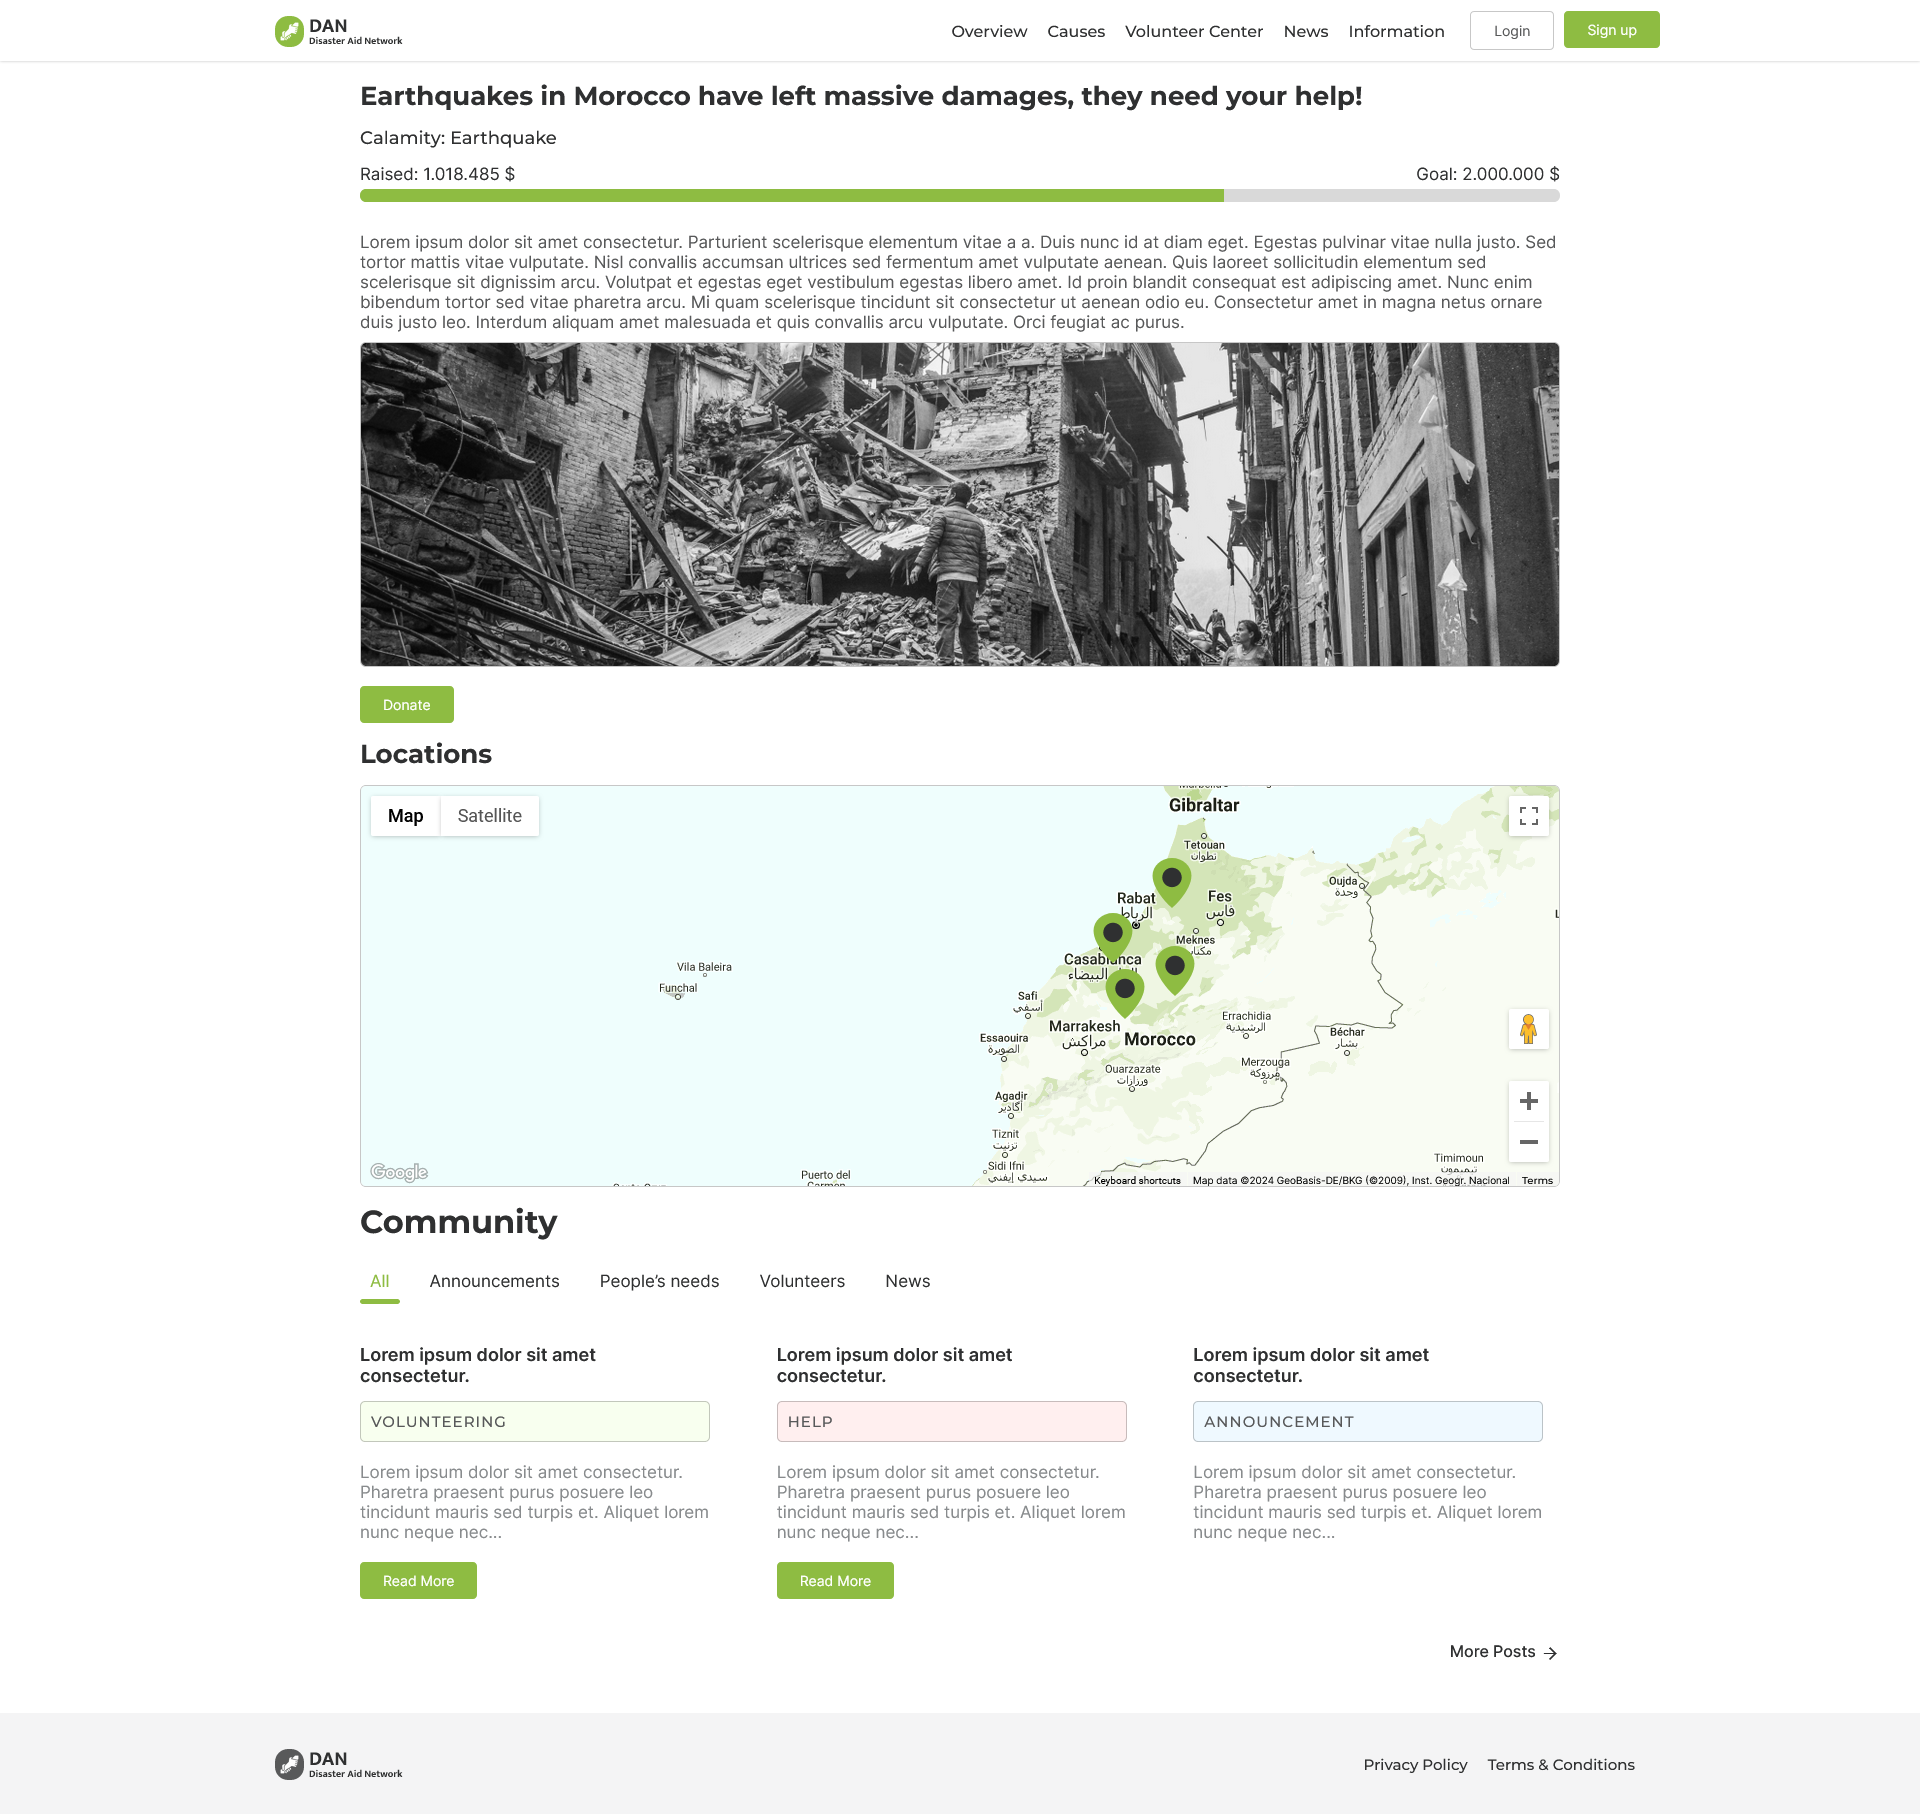 DAN
Disaster Aid Network
Overview Causes Volunteer Center News Information Login Sign up
Earthquakes in Morocco have left massive damages, they need your help!
Calamity: Earthquake
Raised: 1.018.485 $ Goal: 2.000.000 $
Lorem ipsum dolor sit amet consectetur. Parturient scelerisque elementum vitae a a. Duis nunc id at diam eget. Egestas pulvinar vitae nulla justo. Sed
tortor mattis vitae vulputate. Nisl convallis accumsan ultrices sed fermentum amet vulputate aenean. Quis laoreet sollicitudin elementum sed
scelerisque sit dignissim arcu. Volutpat et egestas eget vestibulum egestas libero amet. Id proin blandit consequat est adipiscing amet. Nunc enim
bibendum tortor sed vitae pharetra arcu. Mi quam scelerisque tincidunt sit consectetur ut aenean odio eu. Consectetur amet in magna netus ornare
duis justo leo. Interdum aliquam amet malesuada et quis convallis arcu vulputate. Orci feugiat ac purus.
Donate
Locations
Map Satellite
Gibraltar
Tetouan
تطوان
Oujda
وجدة
Rabat
الرباط
Fes
فاس
Meknes
Casablanca
البيضاء
Vila Baleira
Funchal
Safi
أسفي
Errachidia
الرشيدية
Marrakesh
مراكش
Essaouira
الصويرة
Morocco
Béchar
بشار
Merzouga
مرزوكة
Ouarzazate
ورزازات
Agadir
أكادير
Tiznit
تزنيت
Sidi Ifni
سيدي إيفني
Timimoun
تيميمون
Puerto del
Carmen
Google
Keyboard shortcuts Map data ©2024 GeoBasis-DE/BKG (©2009), Inst. Geogr. Nacional Terms
Community
All Announcements People’s needs Volunteers News
Lorem ipsum dolor sit amet
consectetur.
VOLUNTEERING
Lorem ipsum dolor sit amet consectetur.
Pharetra praesent purus posuere leo
tincidunt mauris sed turpis et. Aliquet lorem
nunc neque nec...
Read More
Lorem ipsum dolor sit amet
consectetur.
HELP
Lorem ipsum dolor sit amet consectetur.
Pharetra praesent purus posuere leo
tincidunt mauris sed turpis et. Aliquet lorem
nunc neque nec...
Read More
Lorem ipsum dolor sit amet
consectetur.
ANNOUNCEMENT
Lorem ipsum dolor sit amet consectetur.
Pharetra praesent purus posuere leo
tincidunt mauris sed turpis et. Aliquet lorem
nunc neque nec...
More Posts
DAN
Disaster Aid Network
Privacy Policy Terms & Conditions